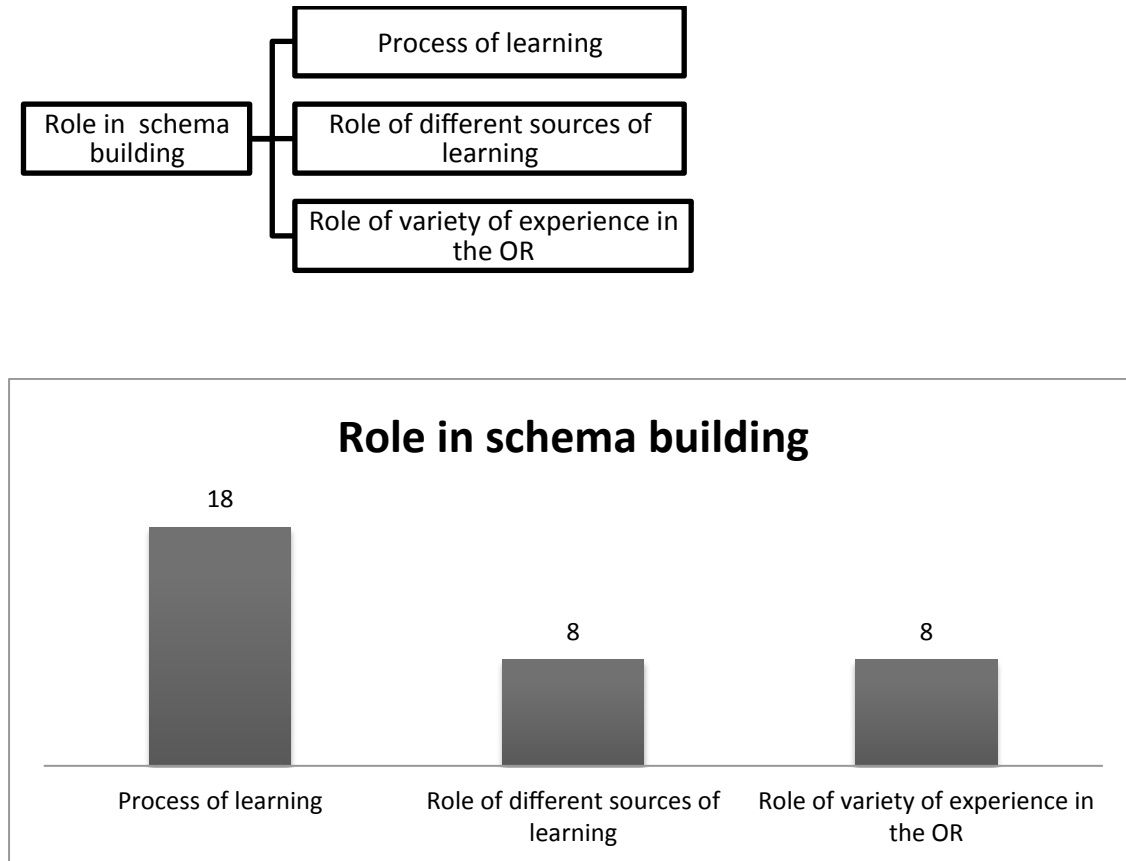 Process of learning
Role in schema
building
Role of different sources of
learning
Role of variety of experience in
the OR
Role in schema building
18
8
8
Process of learning
Role of different sources of
learning
Role of variety of experience in
the OR